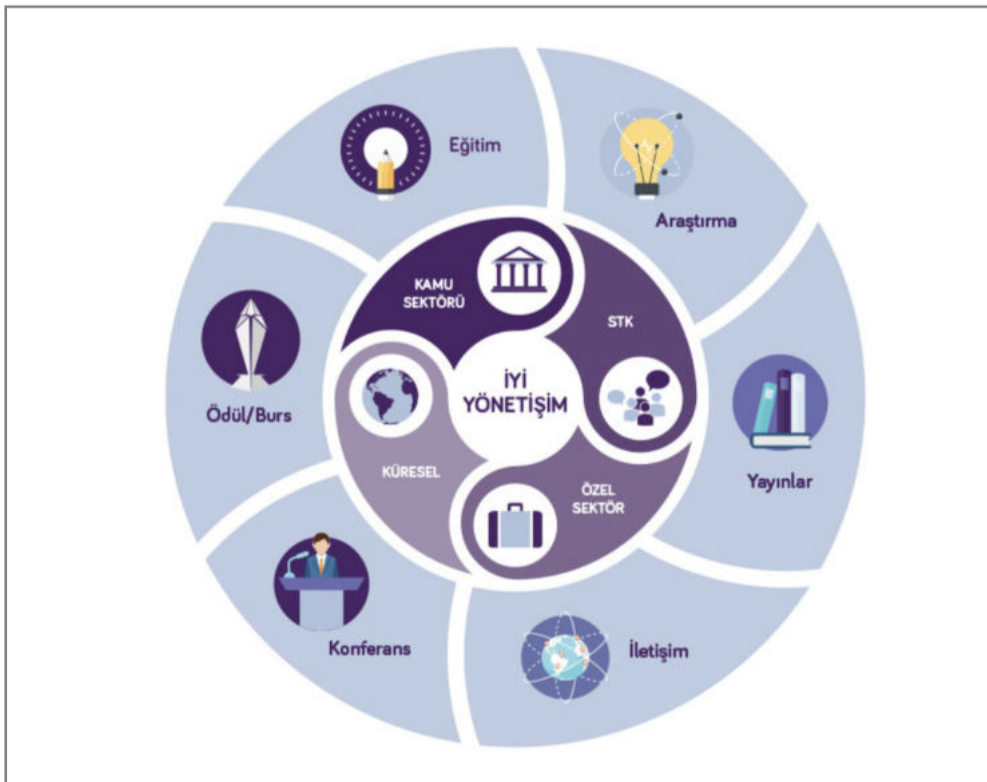 Eğitim
Araştırma
KAMU
SEKTÖRÜ
STK
Ödül/Burs
İYİ
YÖNETİŞİM
Yayınlar
KÜRESEL
ÖZEL
SEKTÖR
Konferans
İletişim